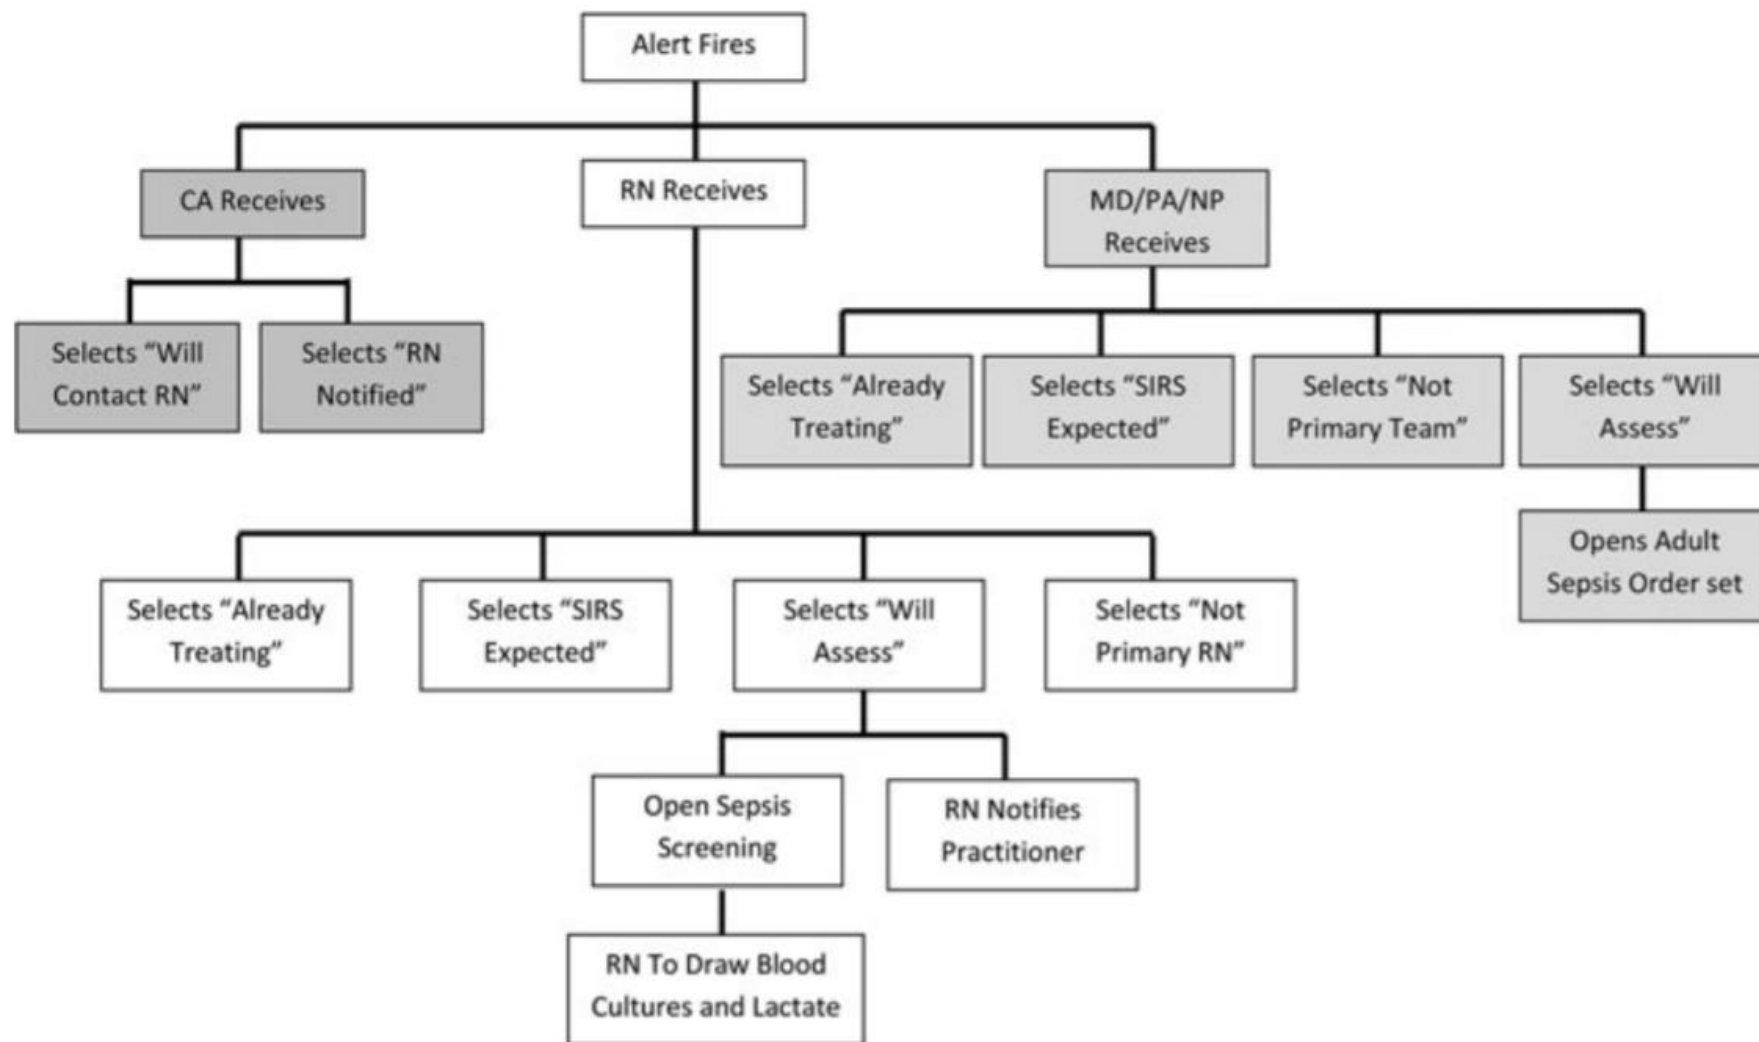 Alert Fires
CA Receives
RN Receives
MD/PA/NP
Receives
Selects “Will
Contact RN”
Selects “RN
Notified”
Selects “Already
Treating”
Selects “SIRS
Expected”
Selects “Not
Primary Team”
Selects “Will
Assess”
Opens Adult
Sepsis Order set
Selects “Already
Treating”
Selects “SIRS
Expected”
Selects “Will
Assess”
Selects “Not
Primary RN”
Open Sepsis
Screening
RN Notifies
Practitioner
RN To Draw Blood
Cultures and Lactate